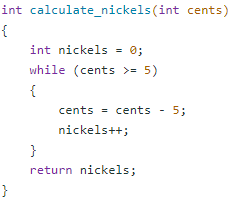 int calculate_nickels(int cents)
{
    int nickels = 0;
    while (cents >= 5)
    {
        cents = cents - 5;
        nickels++;
    }
    return nickels;
}